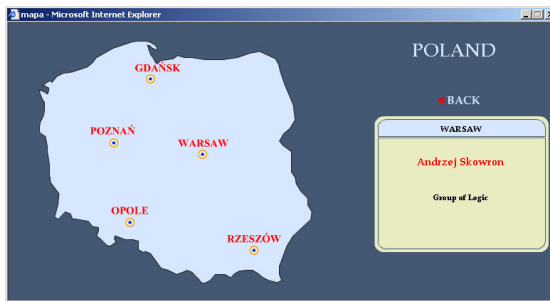 mapa - Microsoft Internet Explorer
POLAND
GDAŃSK
BACK
POZNAŃ
WARSAW
WARSAW
Andrzej Skowron
Group of Logic
OPOLE
RZESZÓW